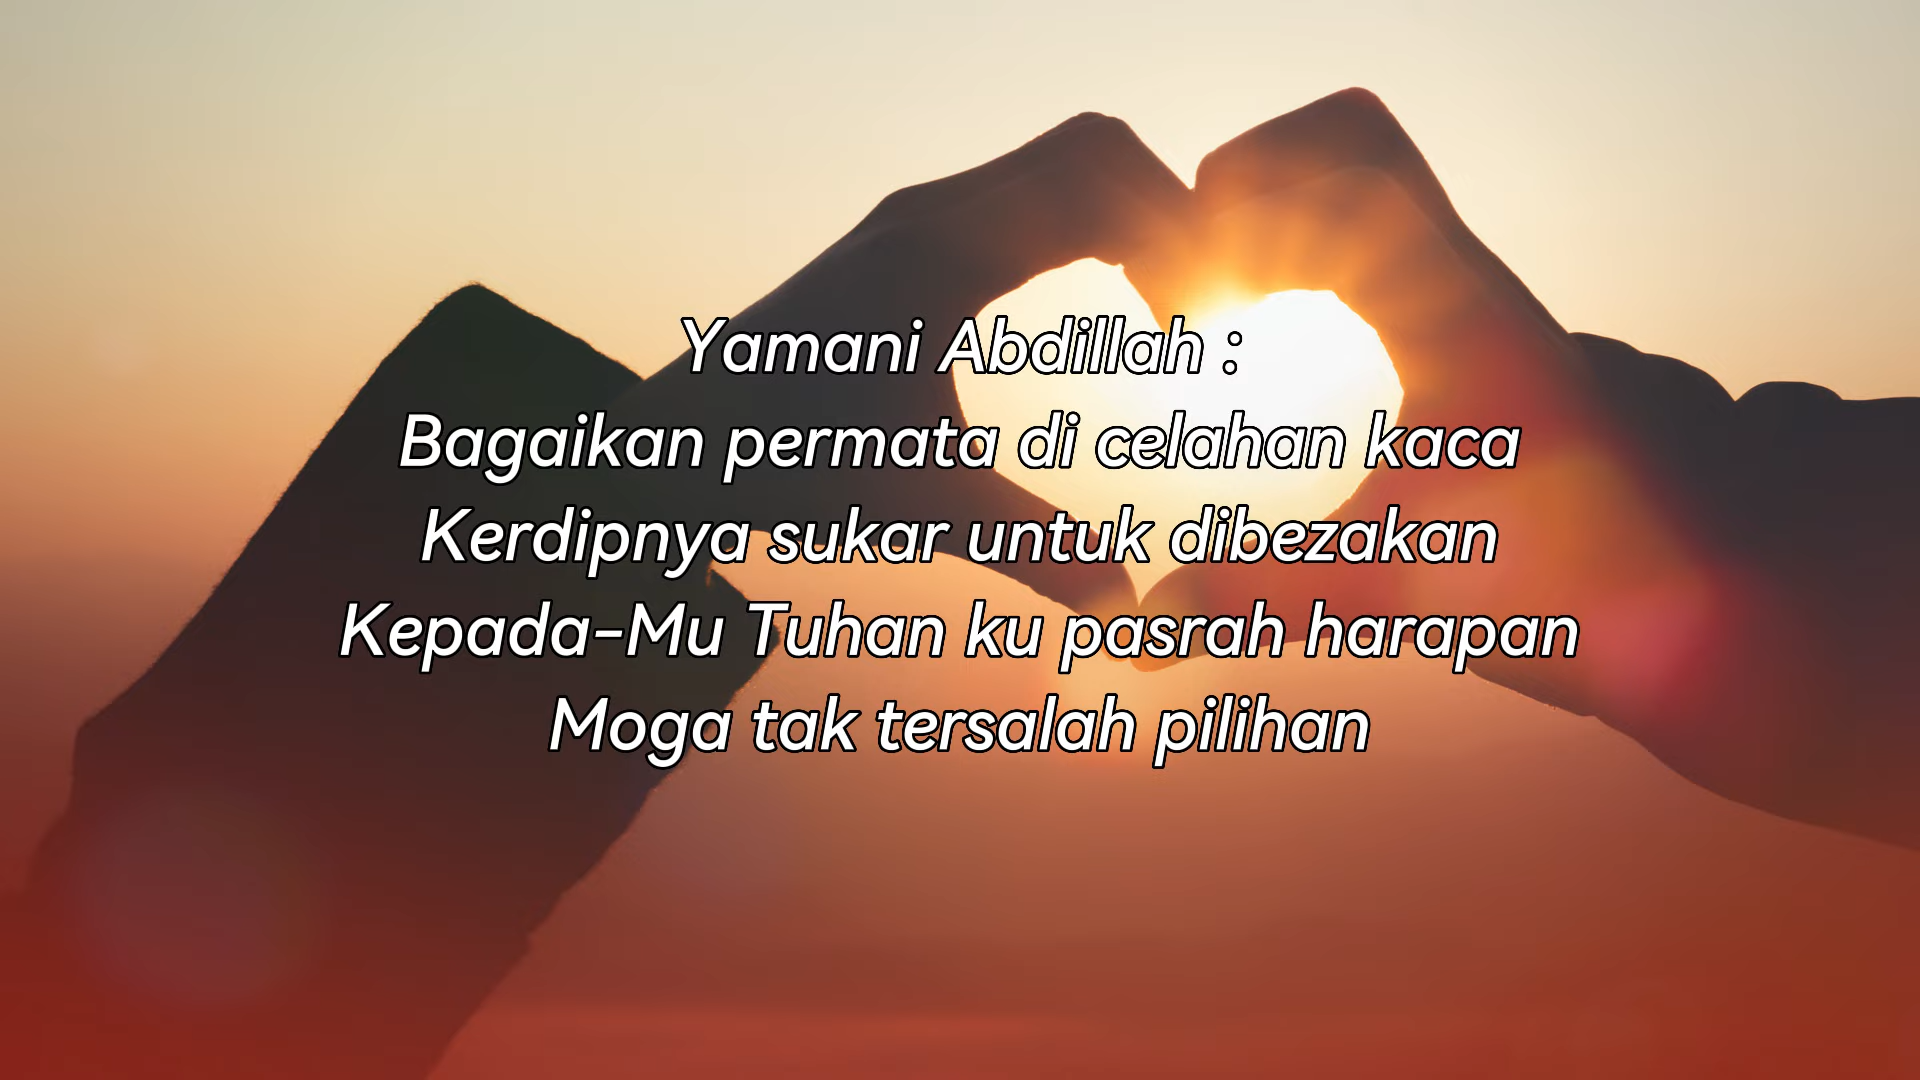 Yamani Abdillah :
Bagaikan permata di celahan kaca
Kerdipnya sukar untuk dibezakan
Kepada-Mu Tuhan ku pasrah harapan
Moga tak tersalah pilihan